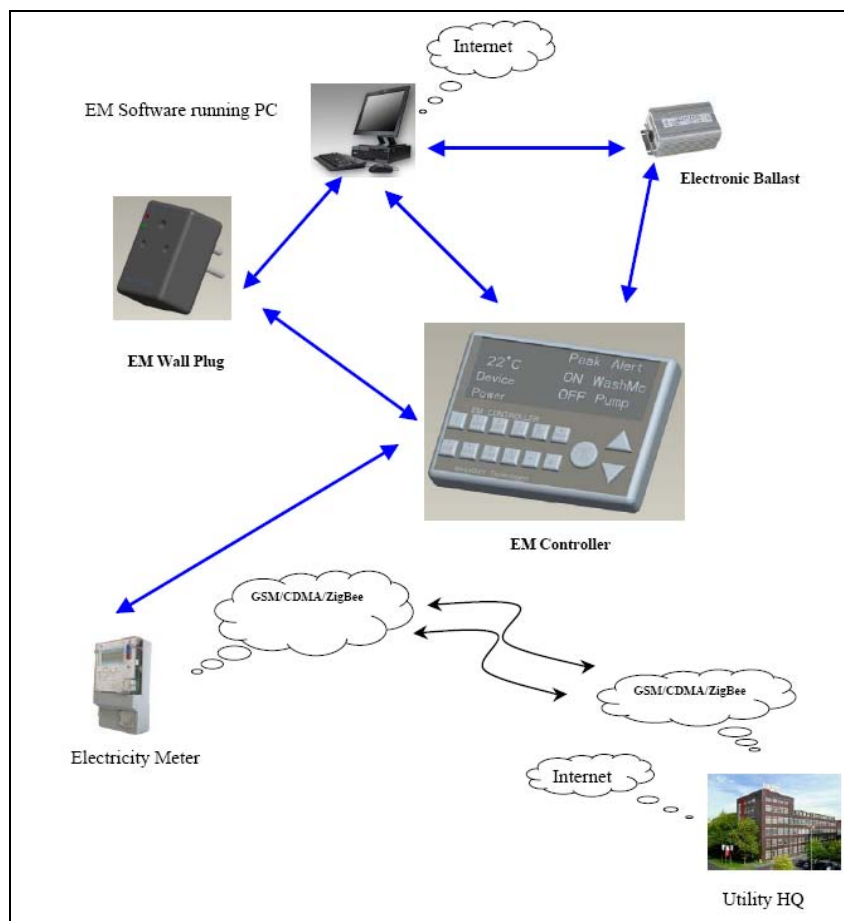 Internet
EM Software running PC
Electronic Ballast
EM Wall Plug
22°C Peak Alert
Device ON WashMc
Power OFF Pump
EM CONTROLLER
EM Controller
GSM/CDMA/ZigBee
GSM/CDMA/ZigBee
Electricity Meter
Internet
Utility HQ